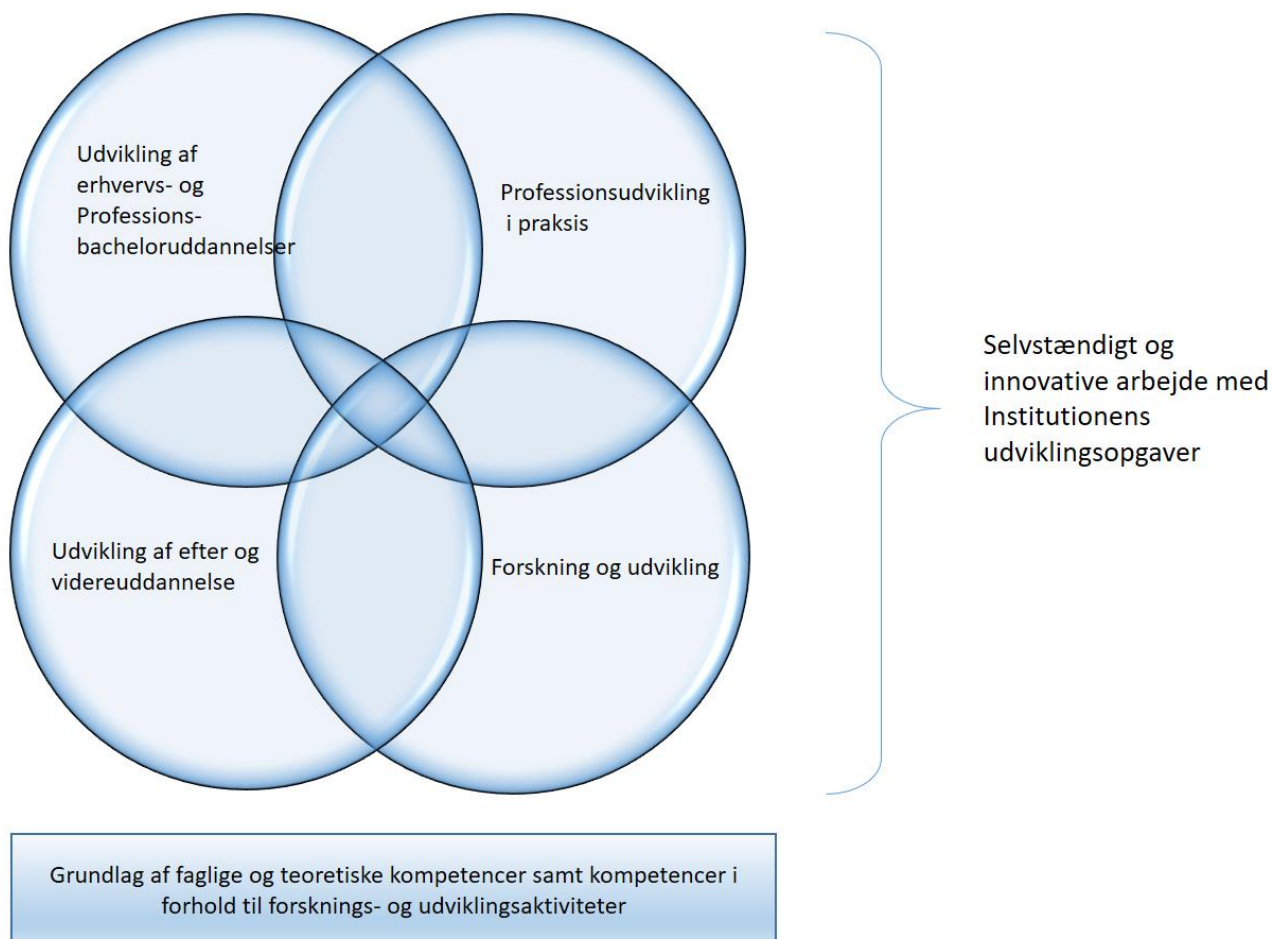 Udvikling af
erhvervs- og
Professions-
bacheloruddannelser
Professionsudvikling
i praksis
Selvstændigt og
innovative arbejde med
Institutionens
udviklingsopgaver
Udvikling af efter og
videreuddannelse
Forskning og udvikling
Grundlag af faglige og teoretiske kompetencer samt kompetencer i
forhold til forsknings- og udviklingsaktiviteter